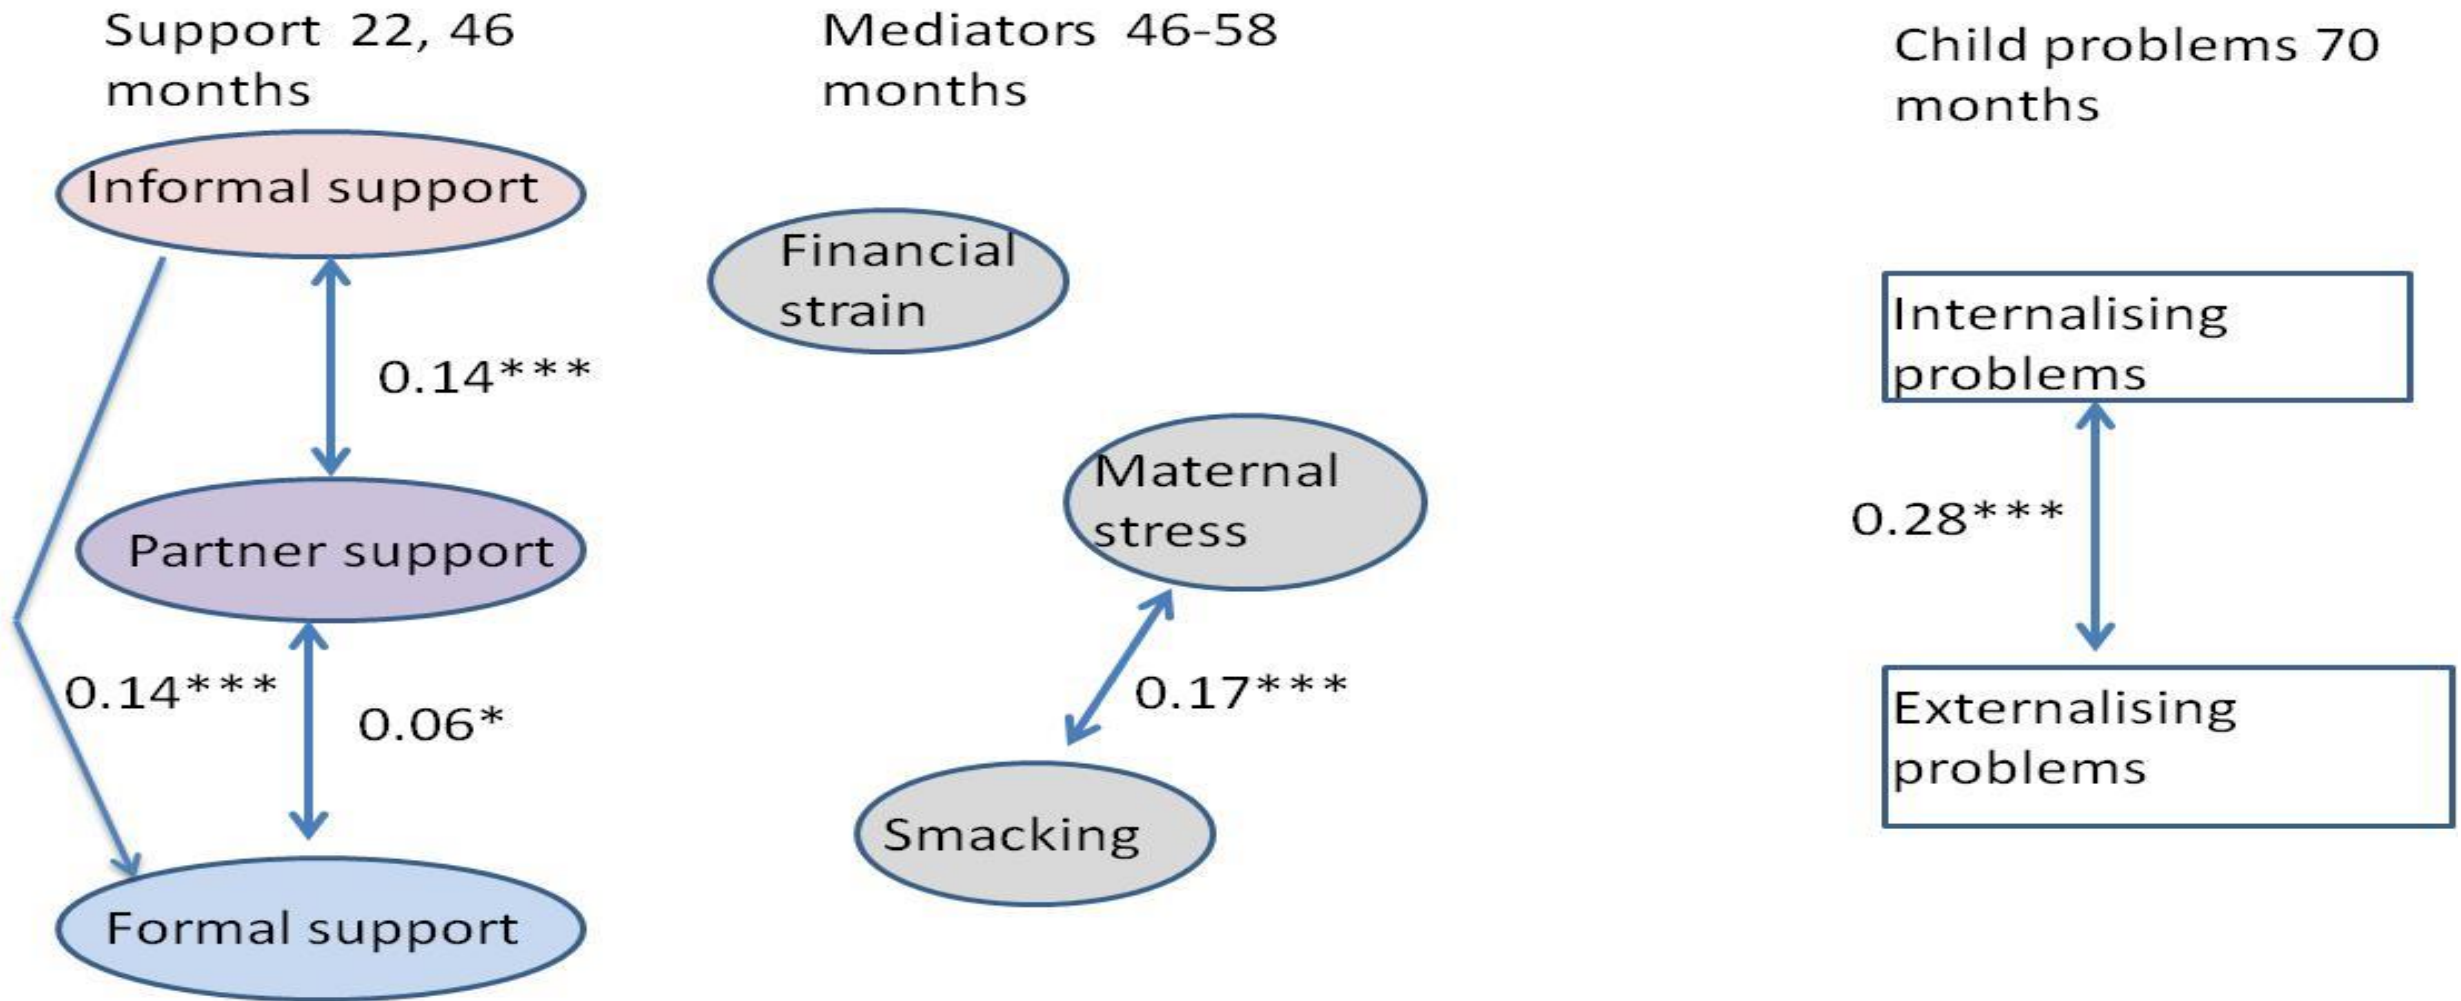 Support 22, 46
months
Mediators 46-58
months
Child problems 70
months
Informal support
Financial
strain
Internalising
problems
0.14***
Maternal
stress
0.28***
Partner support
0.14***
0.06*
0.17***
Externalising
problems
Smacking
Formal support